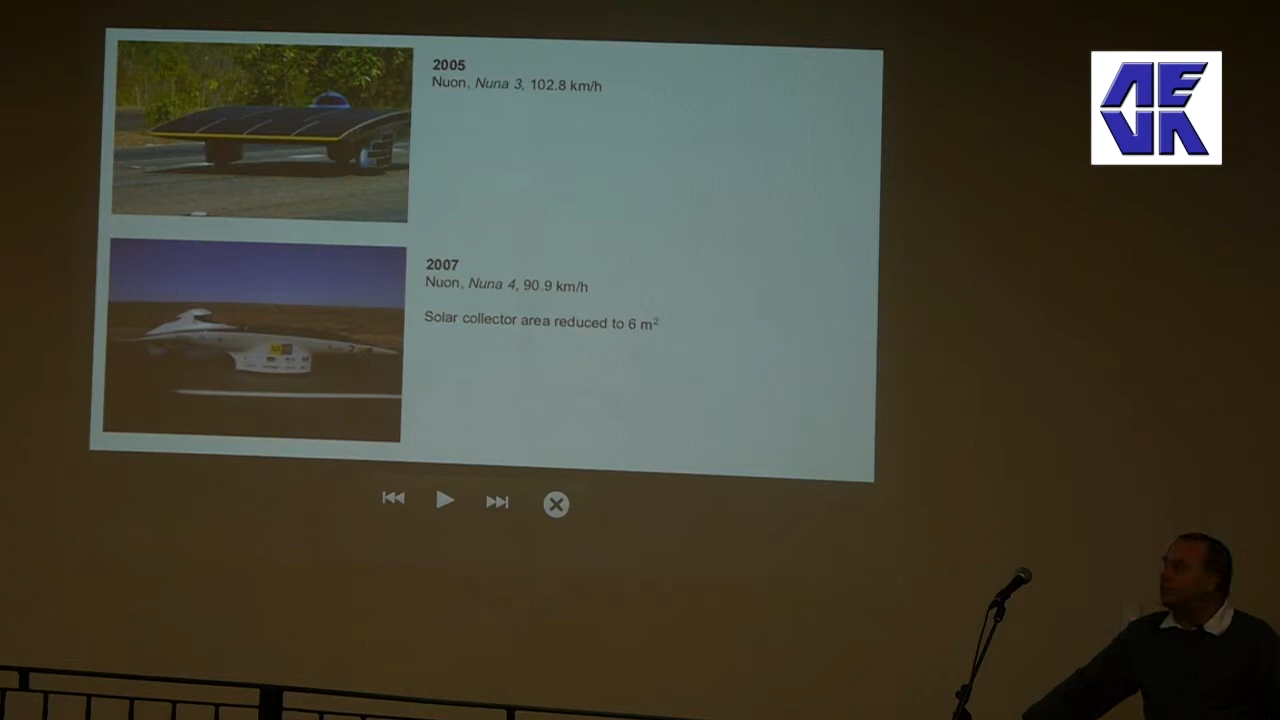 2005
Nuon, Nuna 3, 102.8 km/h
2007
Nuon, Nuna 4, 90.9 km/h
Solar collector area reduced to 6 m²
AEVA